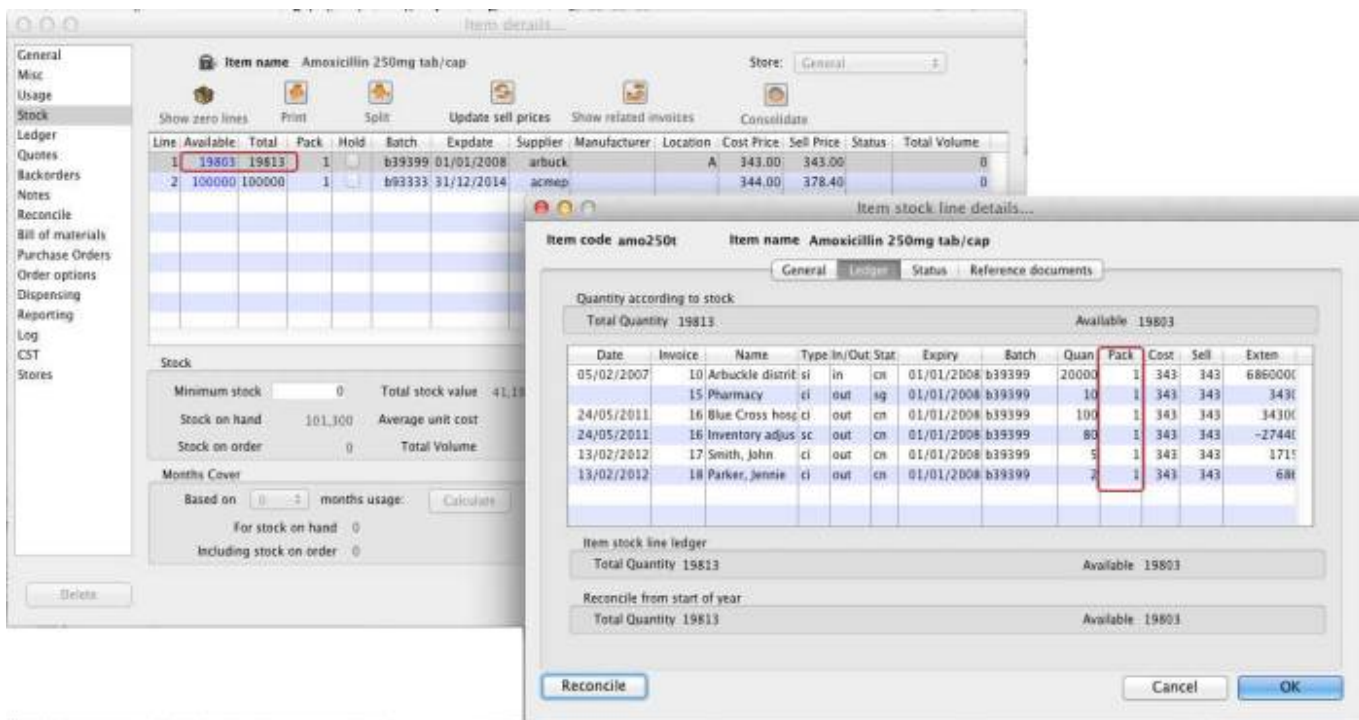 Item details...
General
Misc
Usage
Stock
Ledger
Quotes
Backorders
Notes
Reconcile
Bill of materials
Purchase Orders
Order options
Dispensing
Reporting
Log
CST
Stores
Delete
Item name Amoxicillin 250mg tab/cap Store: General
Show zero lines Print Split Update sell prices Show related invoices Consolidate
Line Available Total Pack Hold Batch Expdate Supplier Manufacturer Location Cost Price Sell Price Status Total Volume
1 19803 19813 1 b39399 01/01/2008 arbuck A 343.00 343.00 0
2 100000 100000 1 b93333 31/12/2014 acmep 344.00 378.40 0
Stock
Minimum stock 0 Total stock value
Stock on hand 101,300 Average unit cost
Stock on order 0 Total Volume
Months Cover
Based on 0 months usage: Calculate
For stock on hand 0
Including stock on order 0
Item stock line details...
Item code amo250t Item name Amoxicillin 250mg tab/cap
General Ledger Status Reference documents
Quantity according to stock
Total Quantity 19813 Available 19803
Date Invoice Name Type In/Out Stat Expiry Batch Quan Pack Cost Sell Exten
05/02/2007 10 Arbuckle distrib si in cn 01/01/2008 b39399 20000 1 343 343 686000
15 Pharmacy ci out sg 01/01/2008 b39399 10 1 343 343 343
24/05/2011 16 Blue Cross hosp ci out cn 01/01/2008 b39399 100 1 343 343 3430
24/05/2011 16 Inventory adjus sc out cn 01/01/2008 b39399 80 1 343 343 -2744
13/02/2012 17 Smith, John ci out cn 01/01/2008 b39399 5 1 343 343 171
13/02/2012 18 Parker, Jennie ci out cn 01/01/2008 b39399 2 1 343 343 686
Item stock line ledger
Total Quantity 19813 Available 19803
Reconcile from start of year
Total Quantity 19813 Available 19803
Reconcile Cancel OK